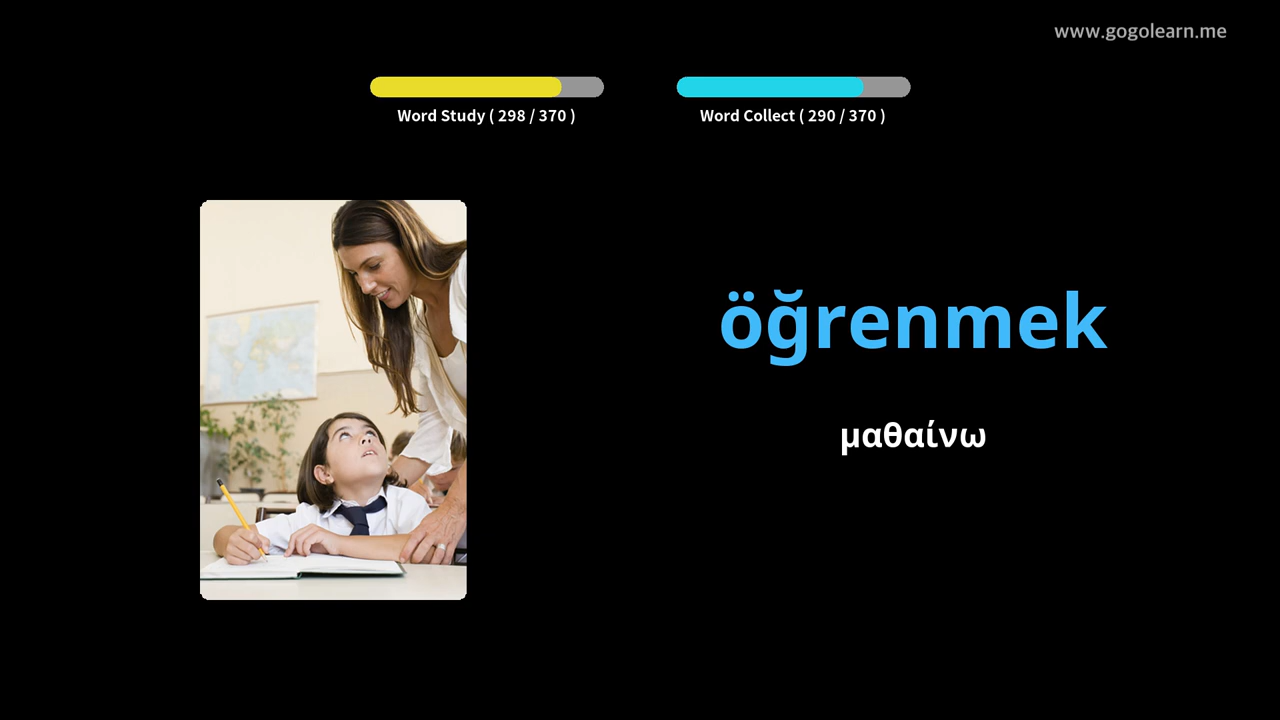 www.gogolearn.me
Word Study ( 298 / 370 )
Word Collect ( 290 / 370 )
öğrenmek
μαθαίνω